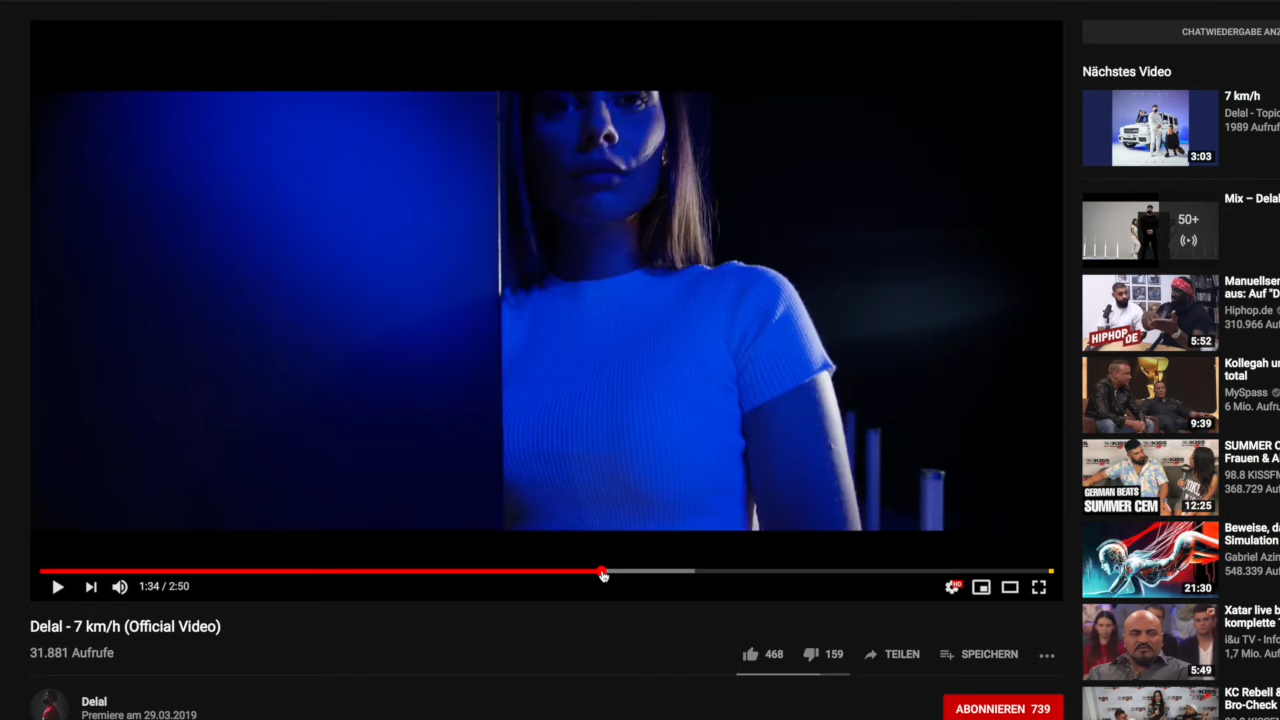 CHATWIEDERGABE ANZ
Nächstes Video
7 km/h
Delal - Topic
1989 Aufruf
3:03
Mix – Delal
50+
Manuellsen
aus: Auf "D
Hiphop.de
310.966 Auf
HIPHOP.DE
5:52
Kollegah un
total
MySpass
6 Mio. Aufru
9:39
SUMMER C
Frauen & A
98.8 KISSFM
368.729 Auf
GERMAN BEATS
SUMMER CEM
12:25
Beweise, da
Simulation
Gabriel Azin
548.339 Auf
21:30
Xatar live b
komplette
i&u TV - Info
1,7 Mio. Auf
5:49
KC Rebell &
Bro-Check
1:34 / 2:50
HD
Delal - 7 km/h (Official Video)
31.881 Aufrufe
468
159
TEILEN
SPEICHERN
Delal
Premiere am 29.03.2019
ABONNIEREN 739